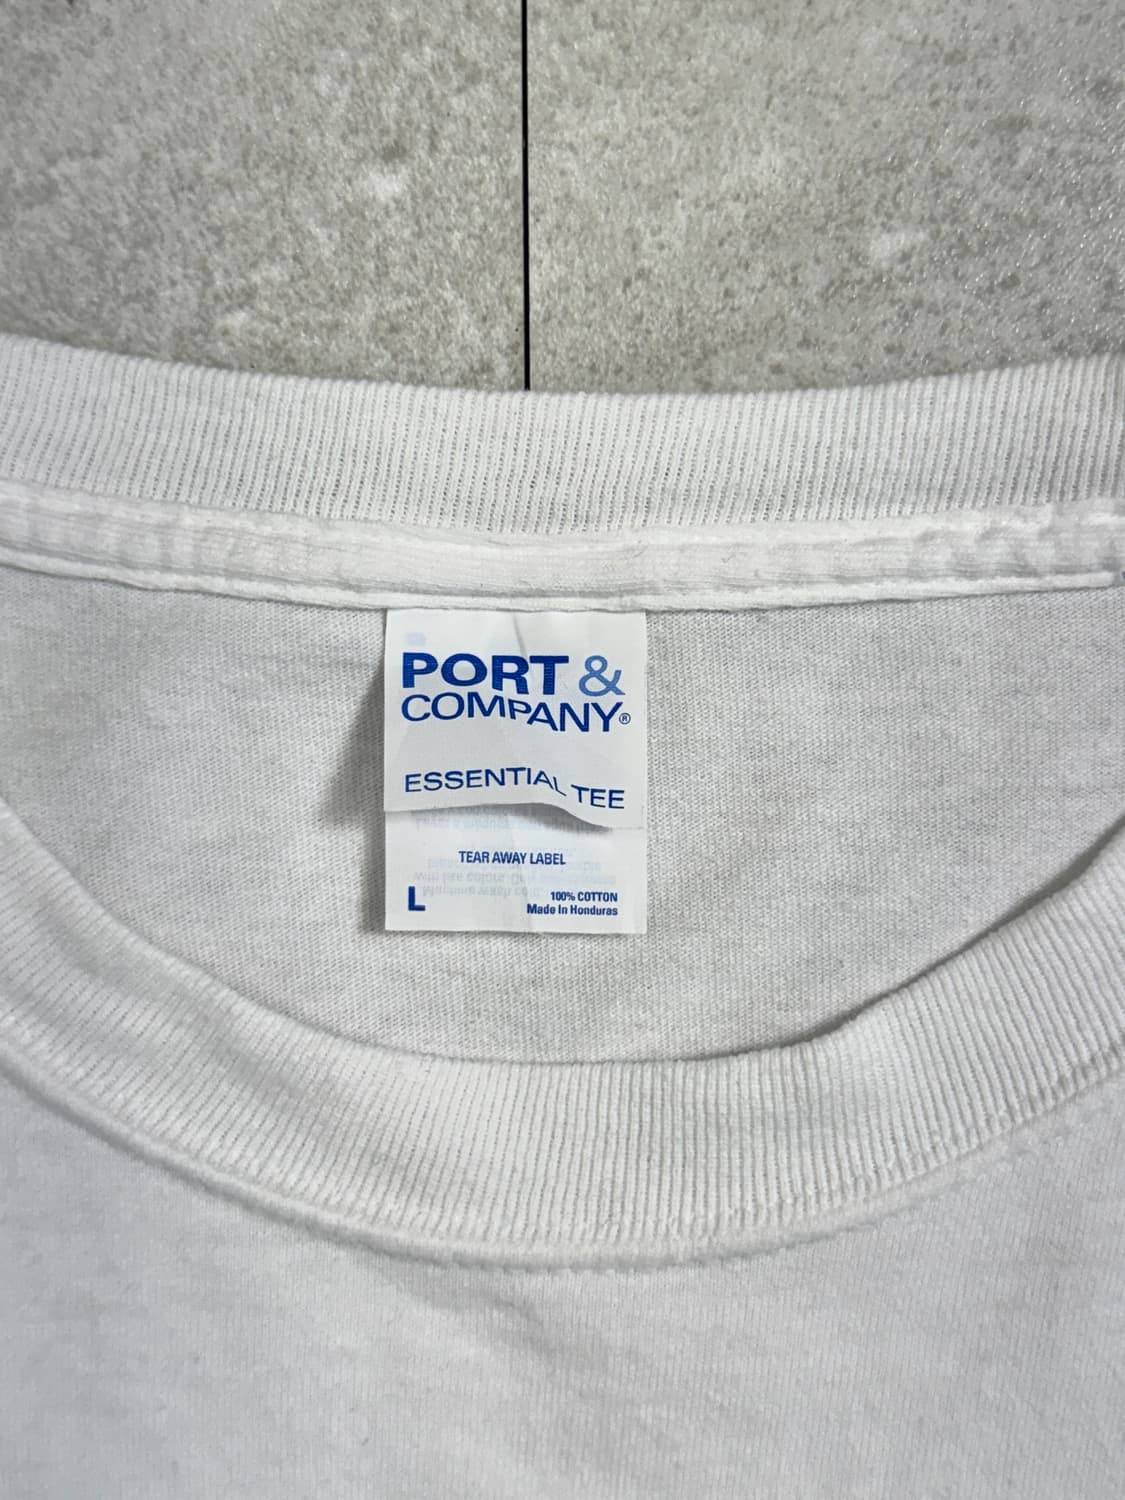 PORT &
COMPANY®
ESSENTIAL TEE
TEAR AWAY LABEL
L
100% COTTON
Made In Honduras